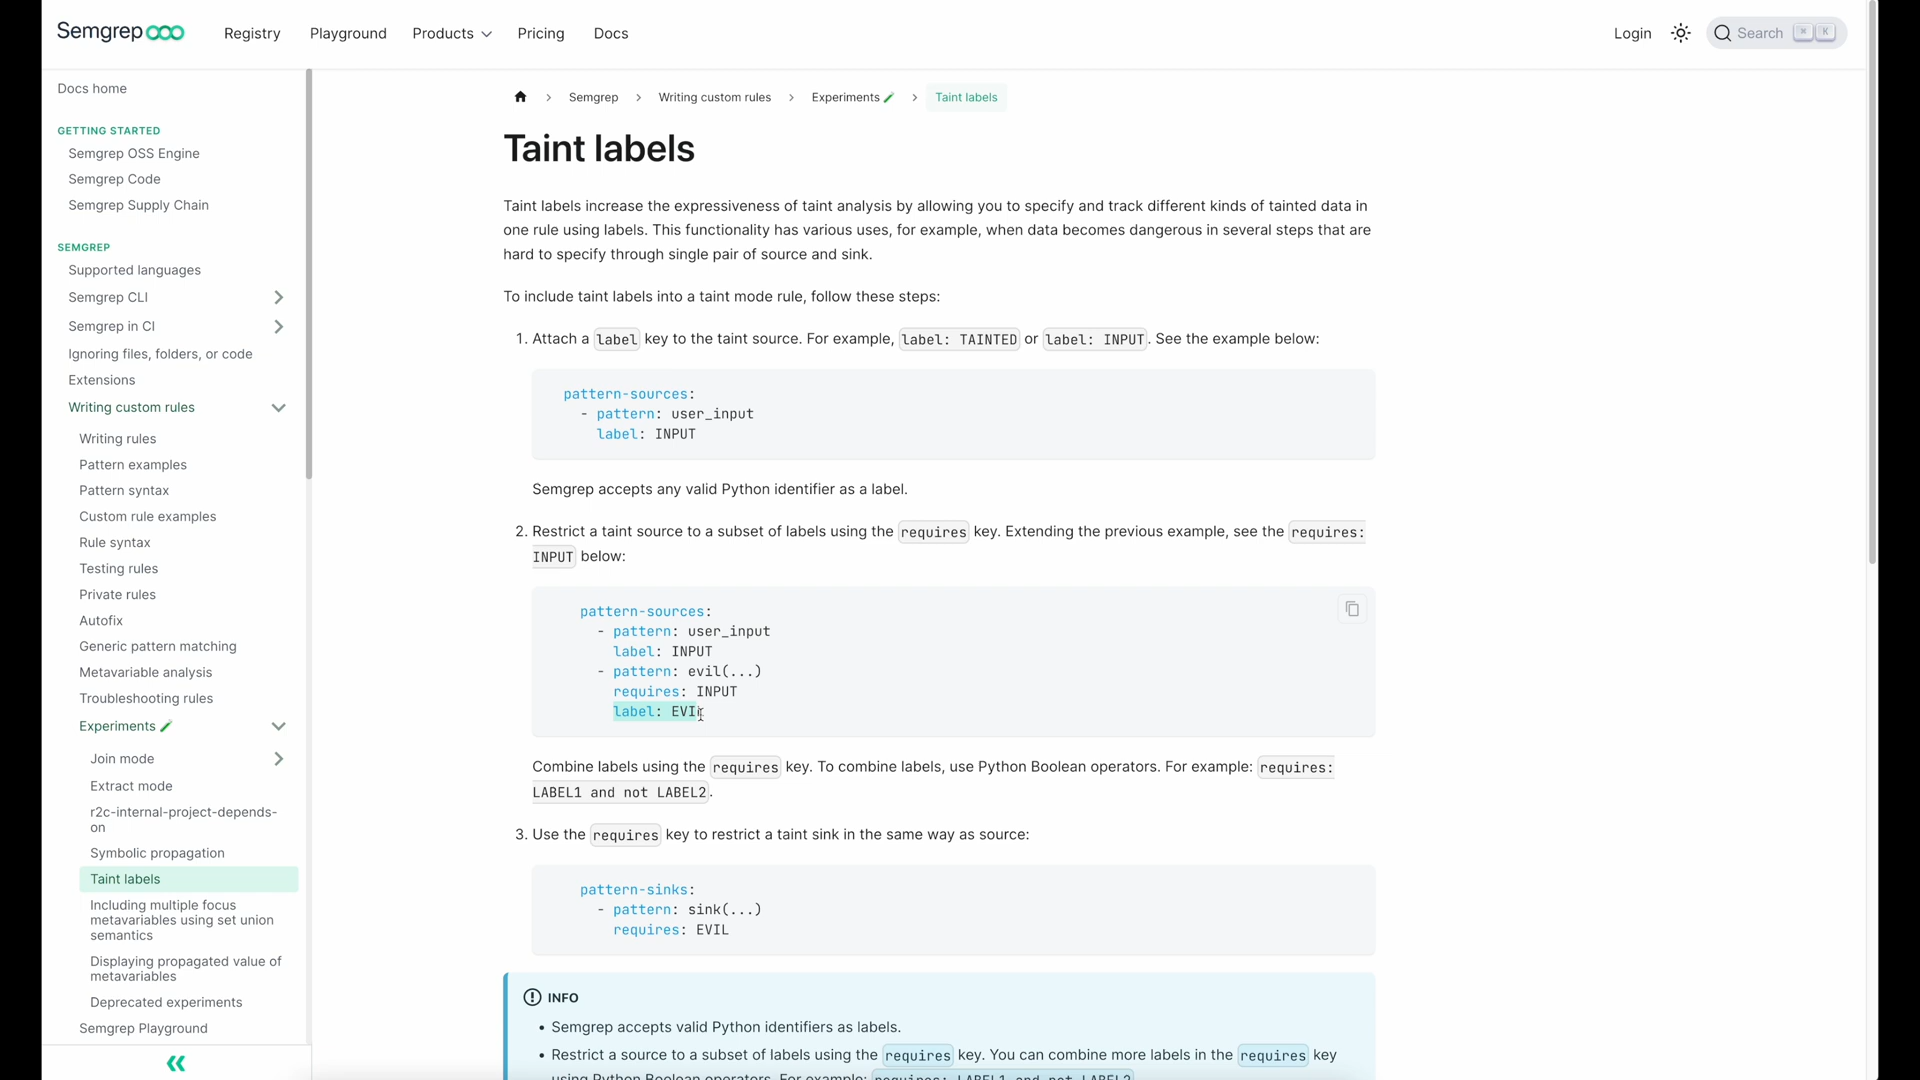 Semgrep
Registry
Playground
Products
Pricing
Docs
Login
Search
K
Docs home
GETTING STARTED
Semgrep OSS Engine
Semgrep Code
Semgrep Supply Chain
SEMGREP
Supported languages
Semgrep CLI
Semgrep in CI
Ignoring files, folders, or code
Extensions
Writing custom rules
Writing rules
Pattern examples
Pattern syntax
Custom rule examples
Rule syntax
Testing rules
Private rules
Autofix
Generic pattern matching
Metavariable analysis
Troubleshooting rules
Experiments
Join mode
Extract mode
r2c-internal-project-depends-
on
Symbolic propagation
Taint labels
Including multiple focus
metavariables using set union
semantics
Displaying propagated value of
metavariables
Deprecated experiments
Semgrep Playground
Semgrep > Writing custom rules > Experiments > Taint labels
Taint labels
Taint labels increase the expressiveness of taint analysis by allowing you to specify and track different kinds of tainted data in
one rule using labels. This functionality has various uses, for example, when data becomes dangerous in several steps that are
hard to specify through single pair of source and sink.
To include taint labels into a taint mode rule, follow these steps:
1. Attach a label key to the taint source. For example, label: TAINTED or label: INPUT. See the example below:
pattern-sources:
- pattern: user_input
label: INPUT
Semgrep accepts any valid Python identifier as a label.
2. Restrict a taint source to a subset of labels using the requires key. Extending the previous example, see the requires:
INPUT below:
pattern-sources:
- pattern: user_input
label: INPUT
- pattern: evil(...)
requires: INPUT
label: EVI
Combine labels using the requires key. To combine labels, use Python Boolean operators. For example: requires:
LABEL1 and not LABEL2.
3. Use the requires key to restrict a taint sink in the same way as source:
pattern-sinks:
- pattern: sink(...)
requires: EVIL
INFO
• Semgrep accepts valid Python identifiers as labels.
• Restrict a source to a subset of labels using the requires key. You can combine more labels in the requires key
using Python Boolean operators. For example: requires: LABEL1 and not LABEL2